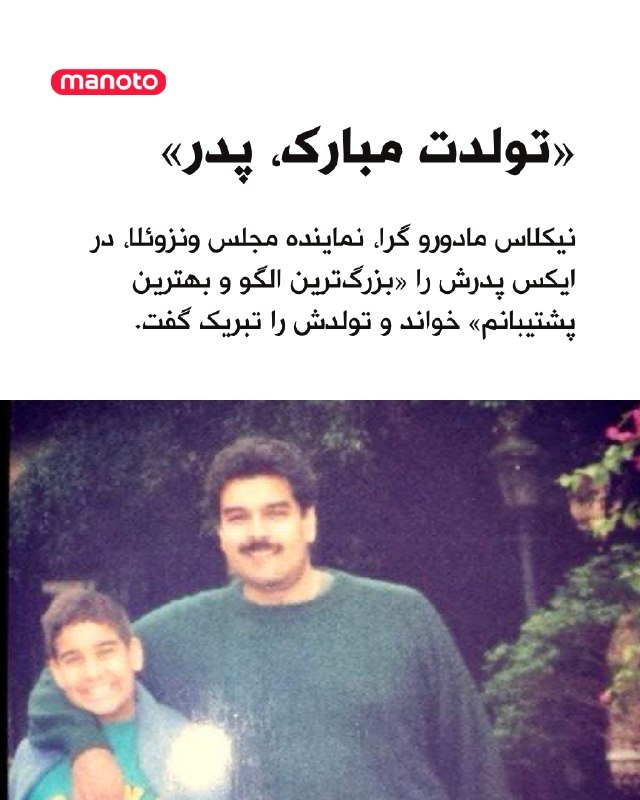 manoto
«تولدت مبارک، پدر»
نیکلاس مادورو گرا، نماینده مجلس ونزوئلا، در
ایکس پدرش را «بزرگ‌ترین الگو و بهترین
پشتیبانم» خواند و تولدش را تبریک گفت.